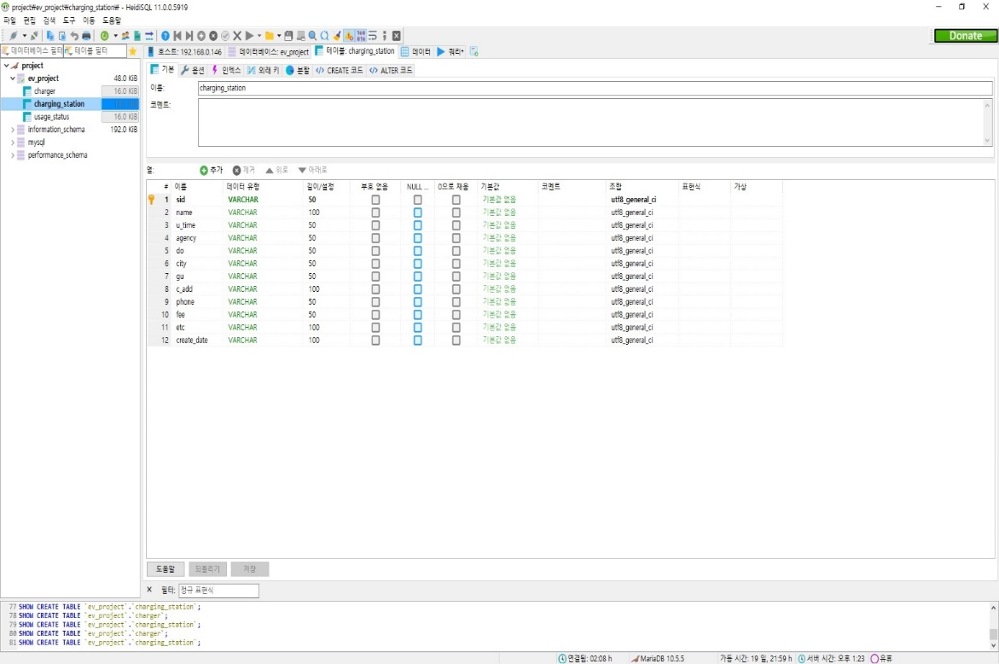 project\ev_project\charging_station\ - HeidiSQL 11.0.0.5919
파일 편집 검색 도구 이동 도움말
Donate
데이터베이스 필터 테이블 필터
호스트: 192.168.0.146 데이터베이스: ev_project 테이블: charging_station 데이터 쿼리*
project
ev_project 48.0 KiB
charger 16.0 KiB
charging_station
usage_status 16.0 KiB
information_schema 192.0 KiB
mysql
performance_schema
기본 옵션 인덱스 외래 키 분할 CREATE 코드 ALTER 코드
이름: charging_station
코멘트:
열: 추가 제거 위로 아래로
# 이름 데이터 유형 길이/설정 부호 없음 NULL ... 0으로 채움 기본값 코멘트 조합 표현식 가상
1 sid VARCHAR 50 기본값 없음 utf8_general_ci
2 name VARCHAR 100 기본값 없음 utf8_general_ci
3 u_time VARCHAR 50 기본값 없음 utf8_general_ci
4 agency VARCHAR 50 기본값 없음 utf8_general_ci
5 do VARCHAR 50 기본값 없음 utf8_general_ci
6 city VARCHAR 50 기본값 없음 utf8_general_ci
7 gu VARCHAR 50 기본값 없음 utf8_general_ci
8 c_add VARCHAR 100 기본값 없음 utf8_general_ci
9 phone VARCHAR 50 기본값 없음 utf8_general_ci
10 fee VARCHAR 50 기본값 없음 utf8_general_ci
11 etc VARCHAR 100 기본값 없음 utf8_general_ci
12 create_date VARCHAR 100 기본값 없음 utf8_general_ci
도움말 되돌리기 저장
필터: 정규 표현식
77 SHOW CREATE TABLE `ev_project`.`charging_station`;
78 SHOW CREATE TABLE `ev_project`.`charger`;
79 SHOW CREATE TABLE `ev_project`.`charging_station`;
80 SHOW CREATE TABLE `ev_project`.`charger`;
81 SHOW CREATE TABLE `ev_project`.`charging_station`;
연결됨: 02:08 h MariaDB 10.5.5 가동 시간: 19 일, 21:59 h 서버 시간: 오후 1:23 유휴